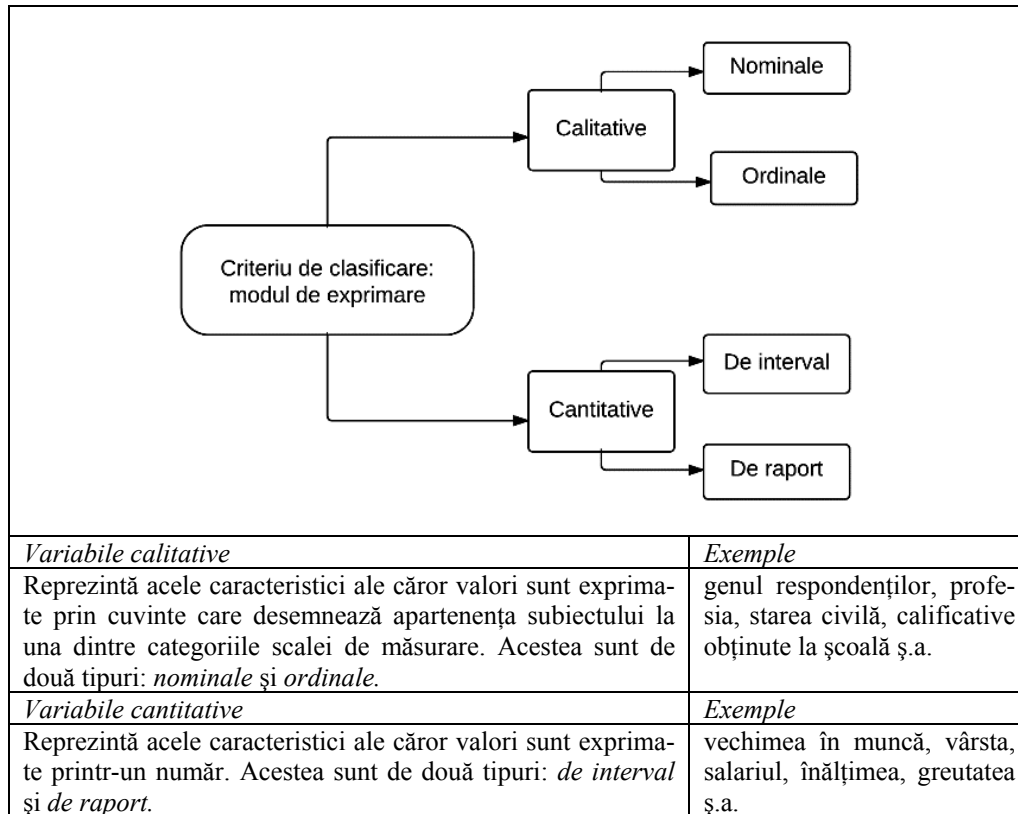 Nominale
Calitative
Ordinale
Criteriu de clasificare:
modul de exprimare
De interval
Cantitative
De raport
Variabile calitative
Exemple
Reprezintă acele caracteristici ale căror valori sunt exprima-
te prin cuvinte care desemnează apartenența subiectului la
una dintre categoriile scalei de măsurare. Acestea sunt de
două tipuri: nominale şi ordinale.
genul respondenților, profe-
sia, starea civilă, calificative
obținute la şcoală ş.a.
Variabile cantitative
Exemple
Reprezintă acele caracteristici ale căror valori sunt exprima-
te printr-un număr. Acestea sunt de două tipuri: de interval
şi de raport.
vechimea în muncă, vârsta,
salariul, înălțimea, greutatea
ş.a.